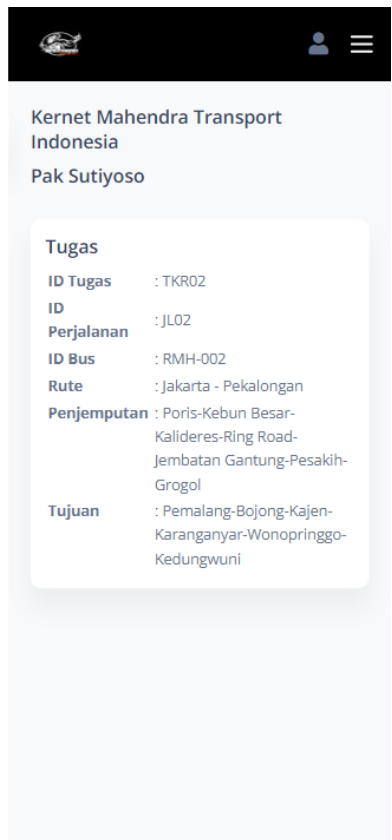 Kernet Mahendra Transport
Indonesia
Pak Sutiyoso
Tugas
ID Tugas : TKR02
ID
Perjalanan : JL02
ID Bus : RMH-002
Rute : Jakarta - Pekalongan
Penjemputan : Poris-Kebun Besar-
Kalideres-Ring Road-
Jembatan Gantung-Pesakih-
Grogol
Tujuan : Pemalang-Bojong-Kajen-
Karanganyar-Wonopringgo-
Kedungwuni